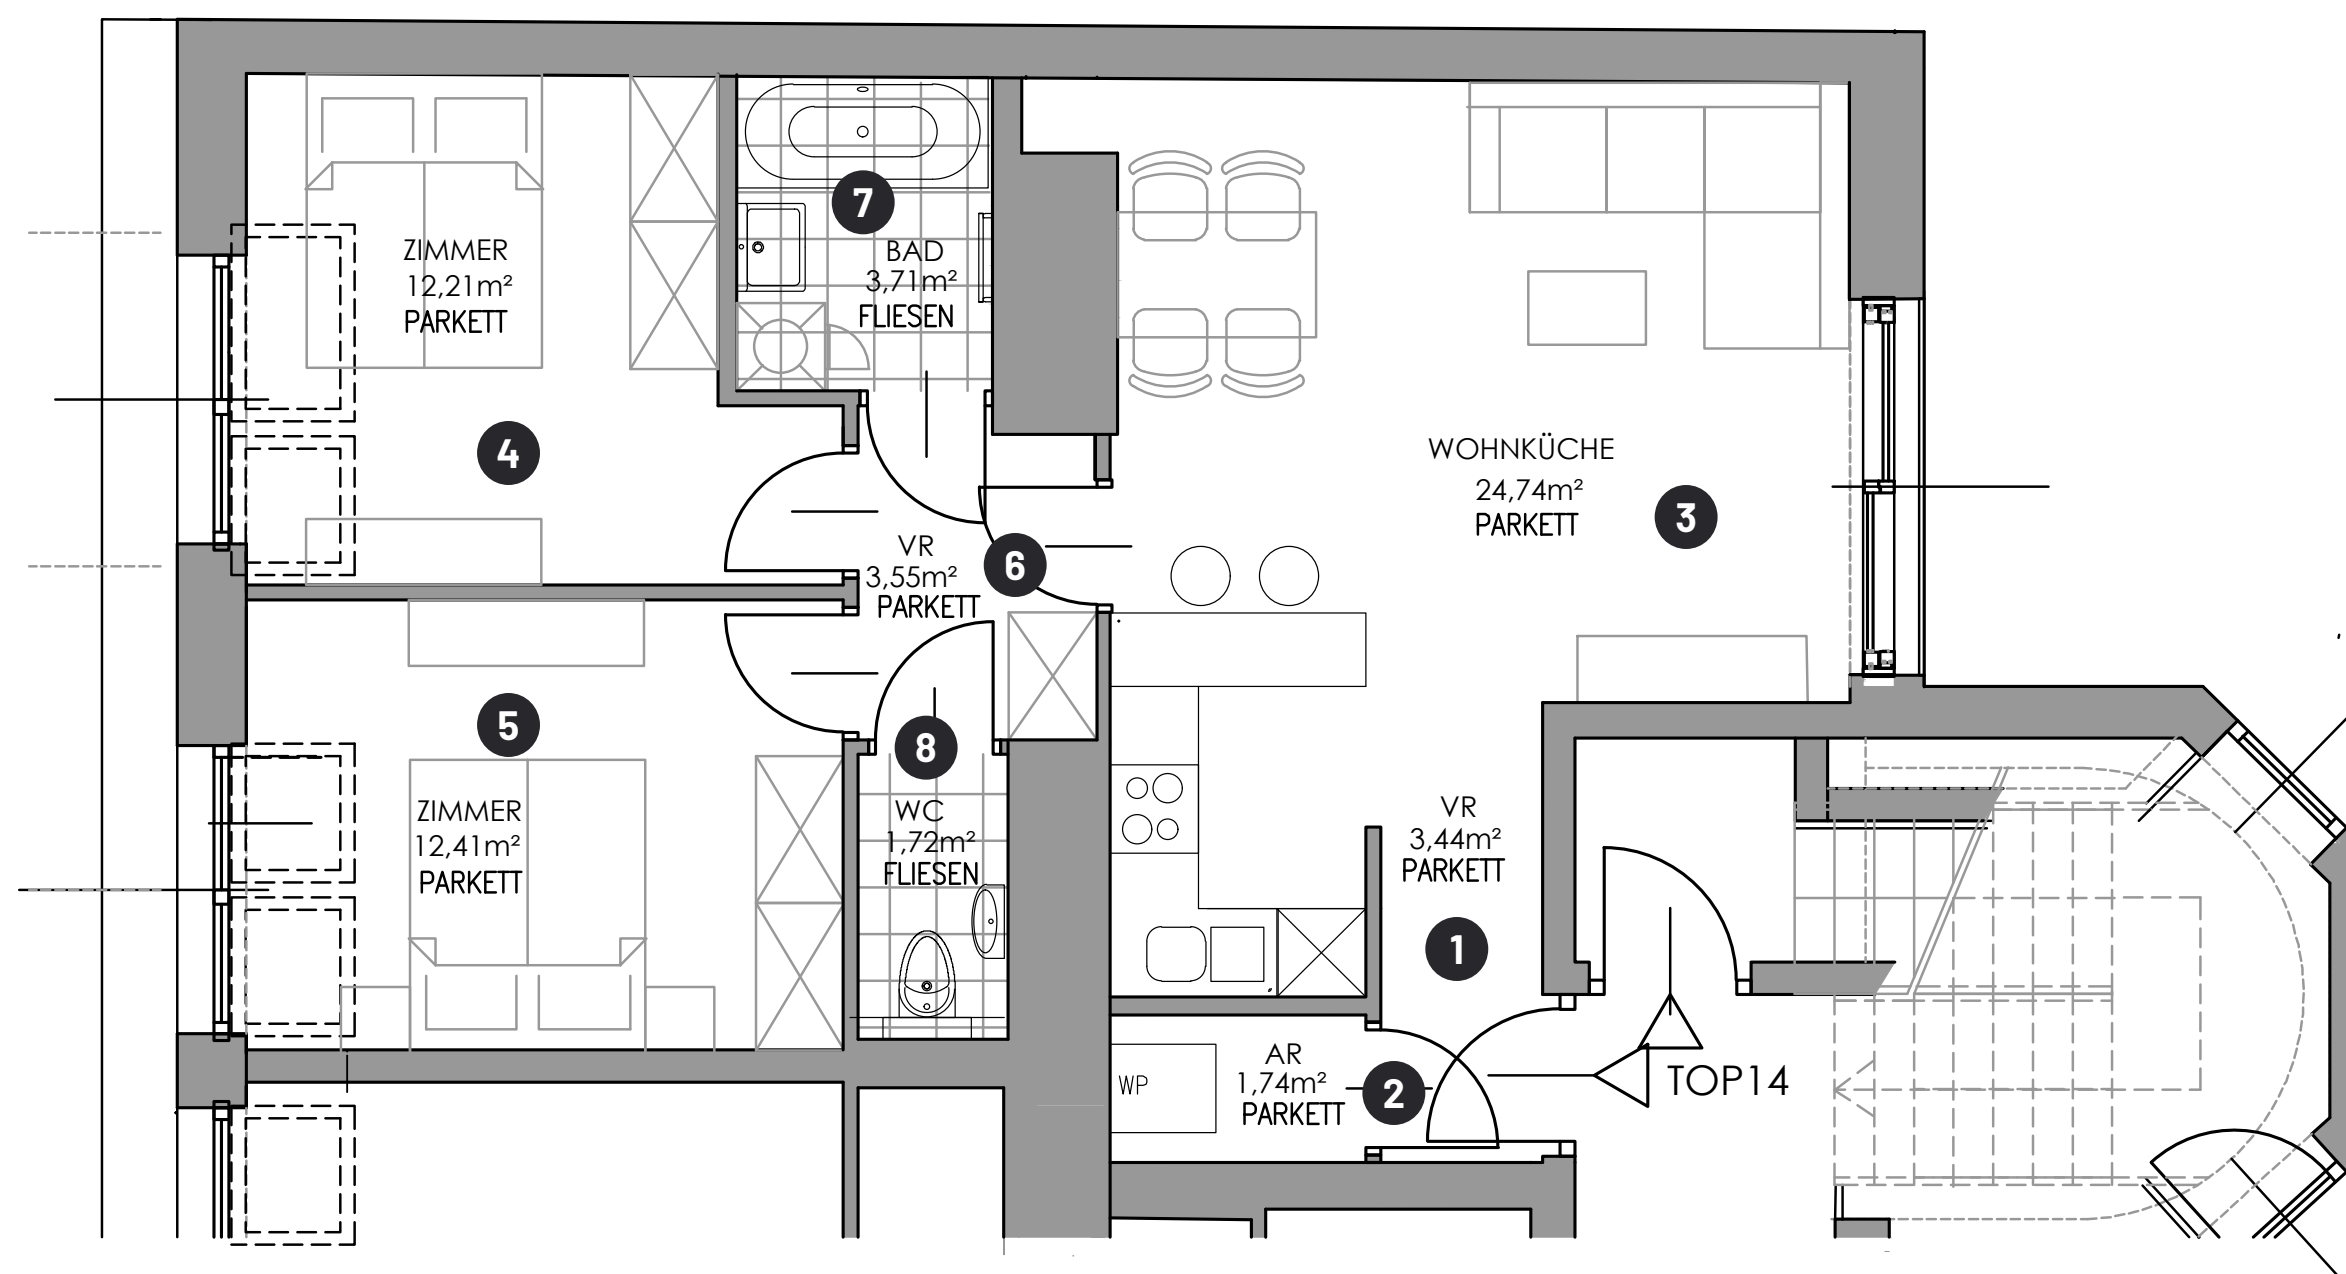 7
BAD
3,71m²
FLIESEN
ZIMMER
12,21m²
PARKETT
4
WOHNKÜCHE
24,74m²
PARKETT
3
VR
3,55m²
PARKETT
6
5
ZIMMER
12,41m²
PARKETT
8
WC
1,72m²
FLIESEN
VR
3,44m²
PARKETT
1
AR
1,74m²
PARKETT
WP
2
TOP14